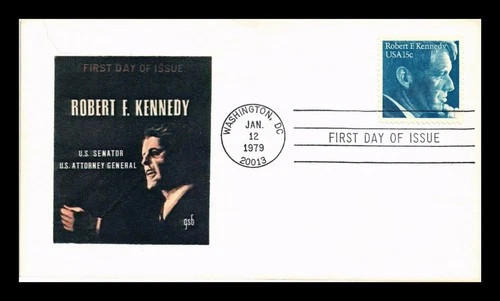 FIRST DAY OF ISSUE
ROBERT F. KENNEDY
U.S. SENATOR
U.S. ATTORNEY GENERAL
gsb
WASHINGTON, DC
JAN.
12
1979
20013
FIRST DAY OF ISSUE
Robert F. Kennedy
USA 15c